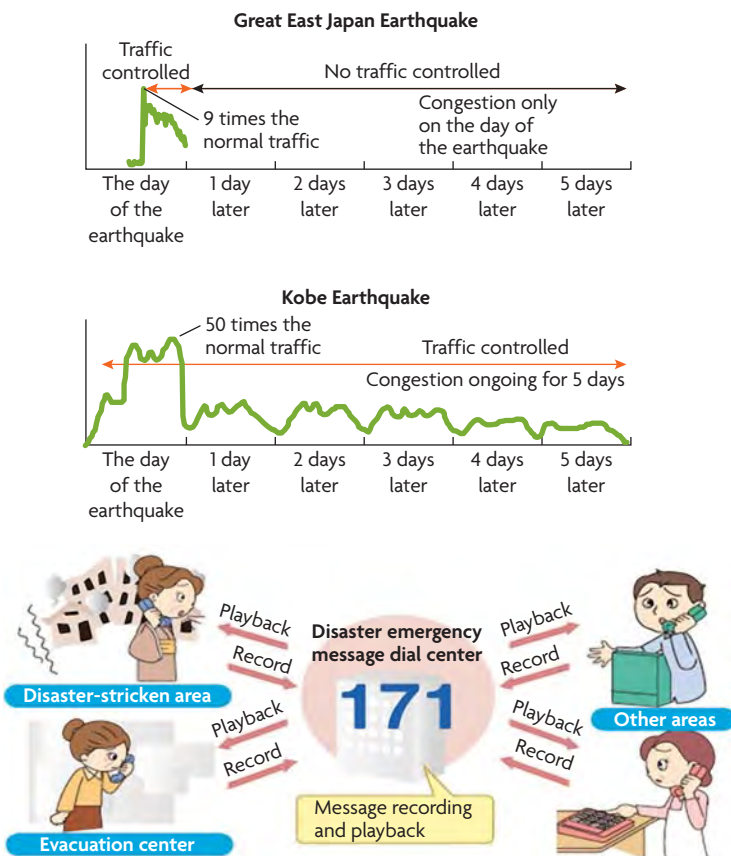 Great East Japan Earthquake
Traffic
controlled
No traffic controlled
9 times the
normal traffic
Congestion only
on the day of
the earthquake
The day
of the
earthquake
1 day
later
2 days
later
3 days
later
4 days
later
5 days
later
Kobe Earthquake
50 times the
normal traffic
Traffic controlled
Congestion ongoing for 5 days
The day
of the
earthquake
1 day
later
2 days
later
3 days
later
4 days
later
5 days
later
Playback
Record
Disaster-stricken area
Playback
Record
Evacuation center
Disaster emergency
message dial center
171
Message recording
and playback
Playback
Record
Other areas
Playback
Record